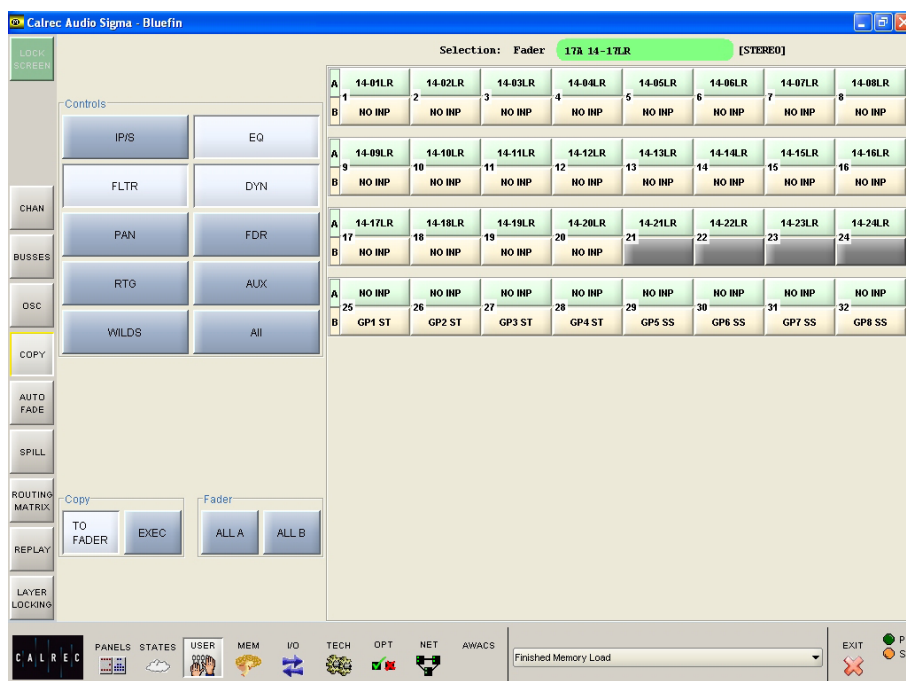 Calrec Audio Sigma - Bluefin
LOCK SCREEN
Selection: Fader 17A 14-17LR [STEREO]
A 14-01LR 14-02LR 14-03LR 14-04LR 14-05LR 14-06LR 14-07LR 14-08LR
1 2 3 4 5 6 7 8
B NO INP NO INP NO INP NO INP NO INP NO INP NO INP NO INP
A 14-09LR 14-10LR 14-11LR 14-12LR 14-13LR 14-14LR 14-15LR 14-16LR
9 10 11 12 13 14 15 16
B NO INP NO INP NO INP NO INP NO INP NO INP NO INP NO INP
A 14-17LR 14-18LR 14-19LR 14-20LR 14-21LR 14-22LR 14-23LR 14-24LR
17 18 19 20 21 22 23 24
B NO INP NO INP NO INP NO INP
A NO INP NO INP NO INP NO INP NO INP NO INP NO INP NO INP
25 26 27 28 29 30 31 32
B GP1 ST GP2 ST GP3 ST GP4 ST GP5 SS GP6 SS GP7 SS GP8 SS
Controls
IP/S EQ
FLTR DYN
PAN FDR
RTG AUX
WILDS All
CHAN
BUSSES
OSC
COPY
AUTO
FADE
SPILL
ROUTING
MATRIX
REPLAY
LAYER
LOCKING
Copy
TO
FADER
EXEC
Fader
ALL A ALL B
CALREC
PANELS STATES USER MEM I/O TECH OPT NET AWACS
Finished Memory Load
EXIT
P
S